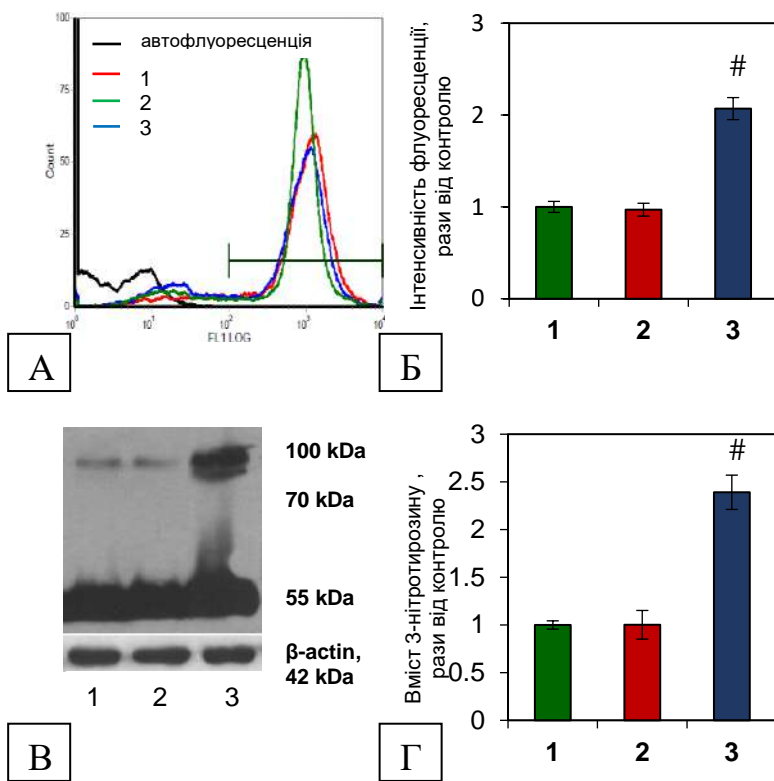 100
75
50
25
0
Count
автофлуоресценція
1
2
3
10⁰
10¹
10²
10³
10⁴
FL1 LOG
А
Інтенсивність флуоресценції,
рази від контролю
3
2
1
0
#
1 2 3
Б
100 kDa
70 kDa
55 kDa
β-actin,
42 kDa
1 2 3
В
Вміст 3-нітротирозину ,
рази від контролю
3
2.5
2
1.5
1
0.5
0
#
1 2 3
Г